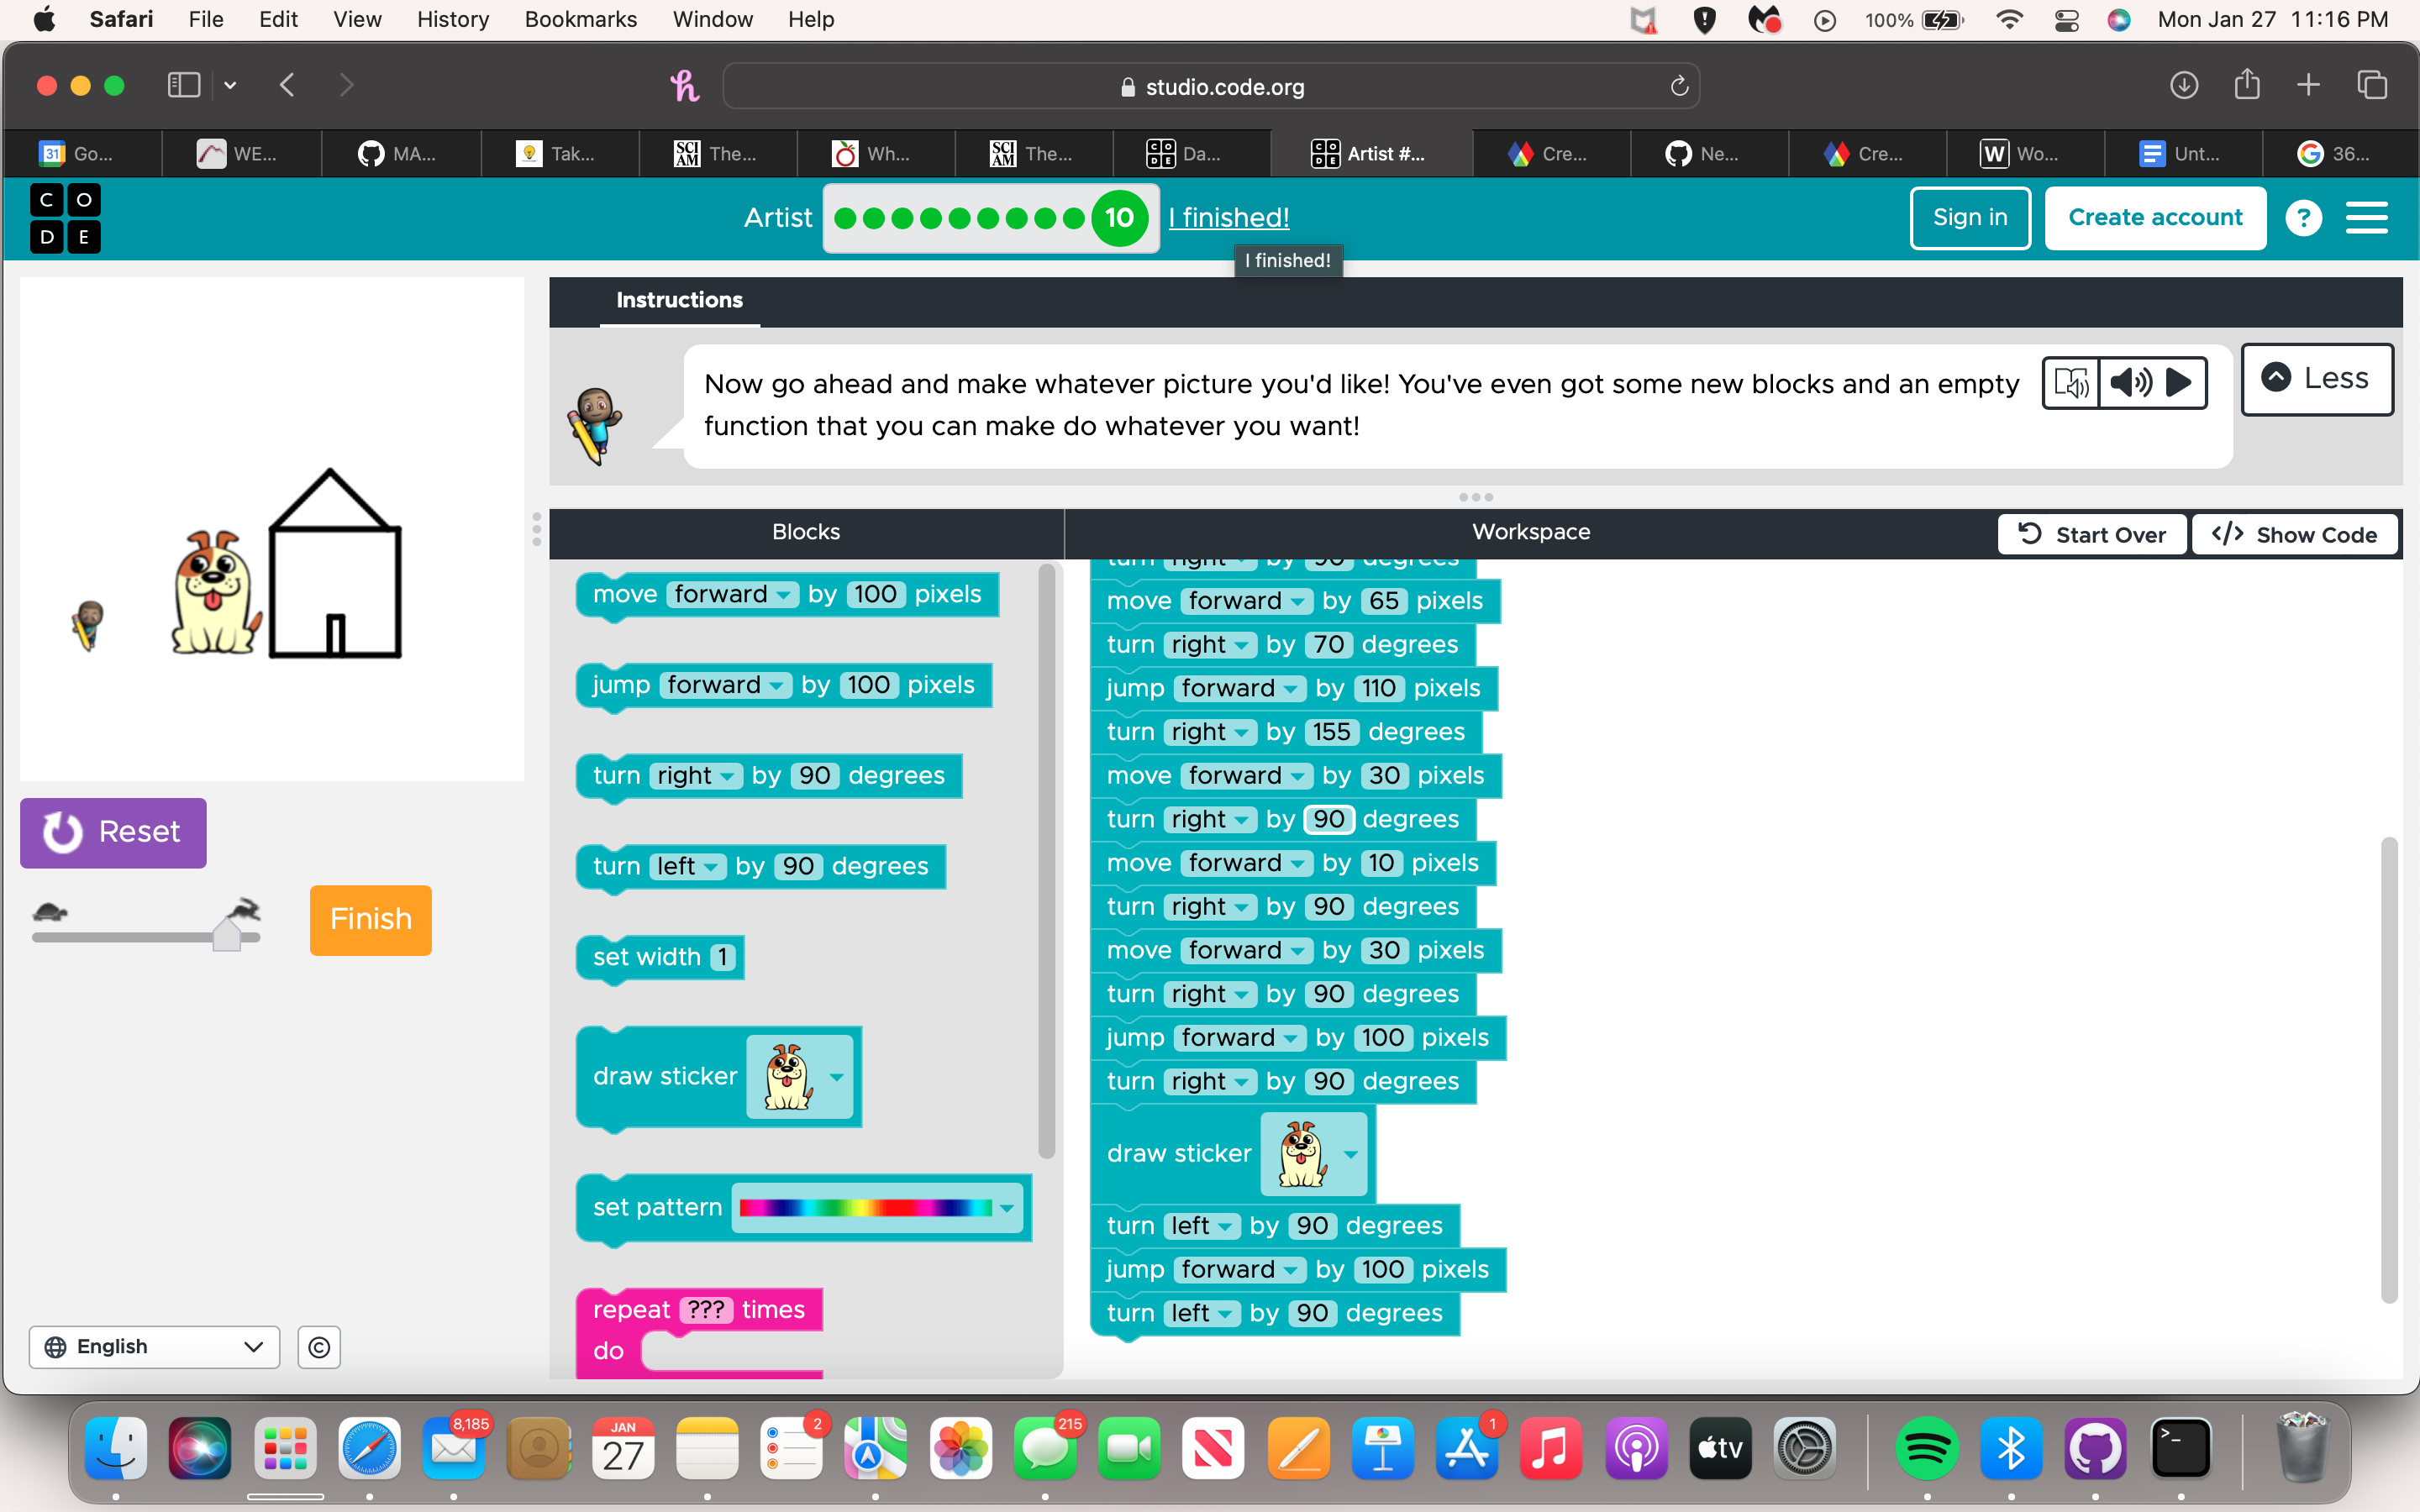 Safari File Edit View History Bookmarks Window Help 100% Mon Jan 27 11:16 PM
studio.code.org
31 Go... WE... MA... Tak... SCI AM The... Wh... SCI AM The... CODE Da... CODE Artist #... Cre... Ne... Cre... W Wo... Unt... G 36...
C O D E
Artist 10 I finished! Sign in Create account ?
I finished!
Instructions
Now go ahead and make whatever picture you'd like! You've even got some new blocks and an empty
function that you can make do whatever you want!
Less
Blocks
Workspace
Start Over
</> Show Code
move forward by 100 pixels
jump forward by 100 pixels
turn right by 90 degrees
turn left by 90 degrees
set width 1
draw sticker
set pattern
repeat ??? times
do
turn right by 90 degrees
move forward by 65 pixels
turn right by 70 degrees
jump forward by 110 pixels
turn right by 155 degrees
move forward by 30 pixels
turn right by 90 degrees
move forward by 10 pixels
turn right by 90 degrees
move forward by 30 pixels
turn right by 90 degrees
jump forward by 100 pixels
turn right by 90 degrees
draw sticker
turn left by 90 degrees
jump forward by 100 pixels
turn left by 90 degrees
Reset
Finish
English
©
8,185 JAN 27 2 215 1 tv >_